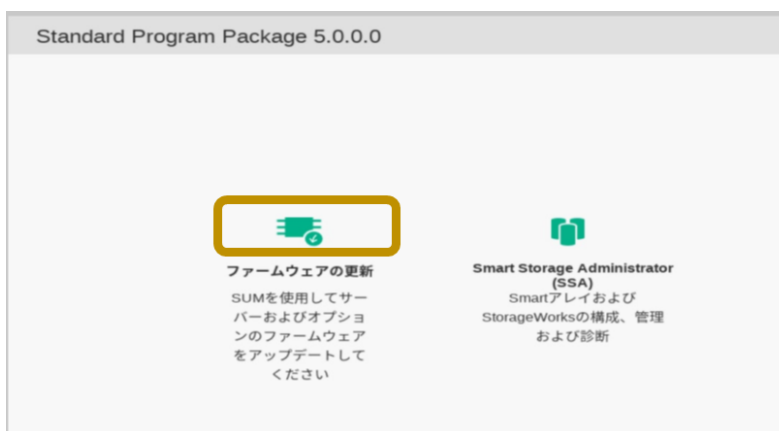 Standard Program Package 5.0.0.0
ファームウェアの更新
SUMを使用してサー
バーおよびオプショ
ンのファームウェア
をアップデートして
ください
Smart Storage Administrator
(SSA)
Smartアレイおよび
StorageWorksの構成、管理
および診断